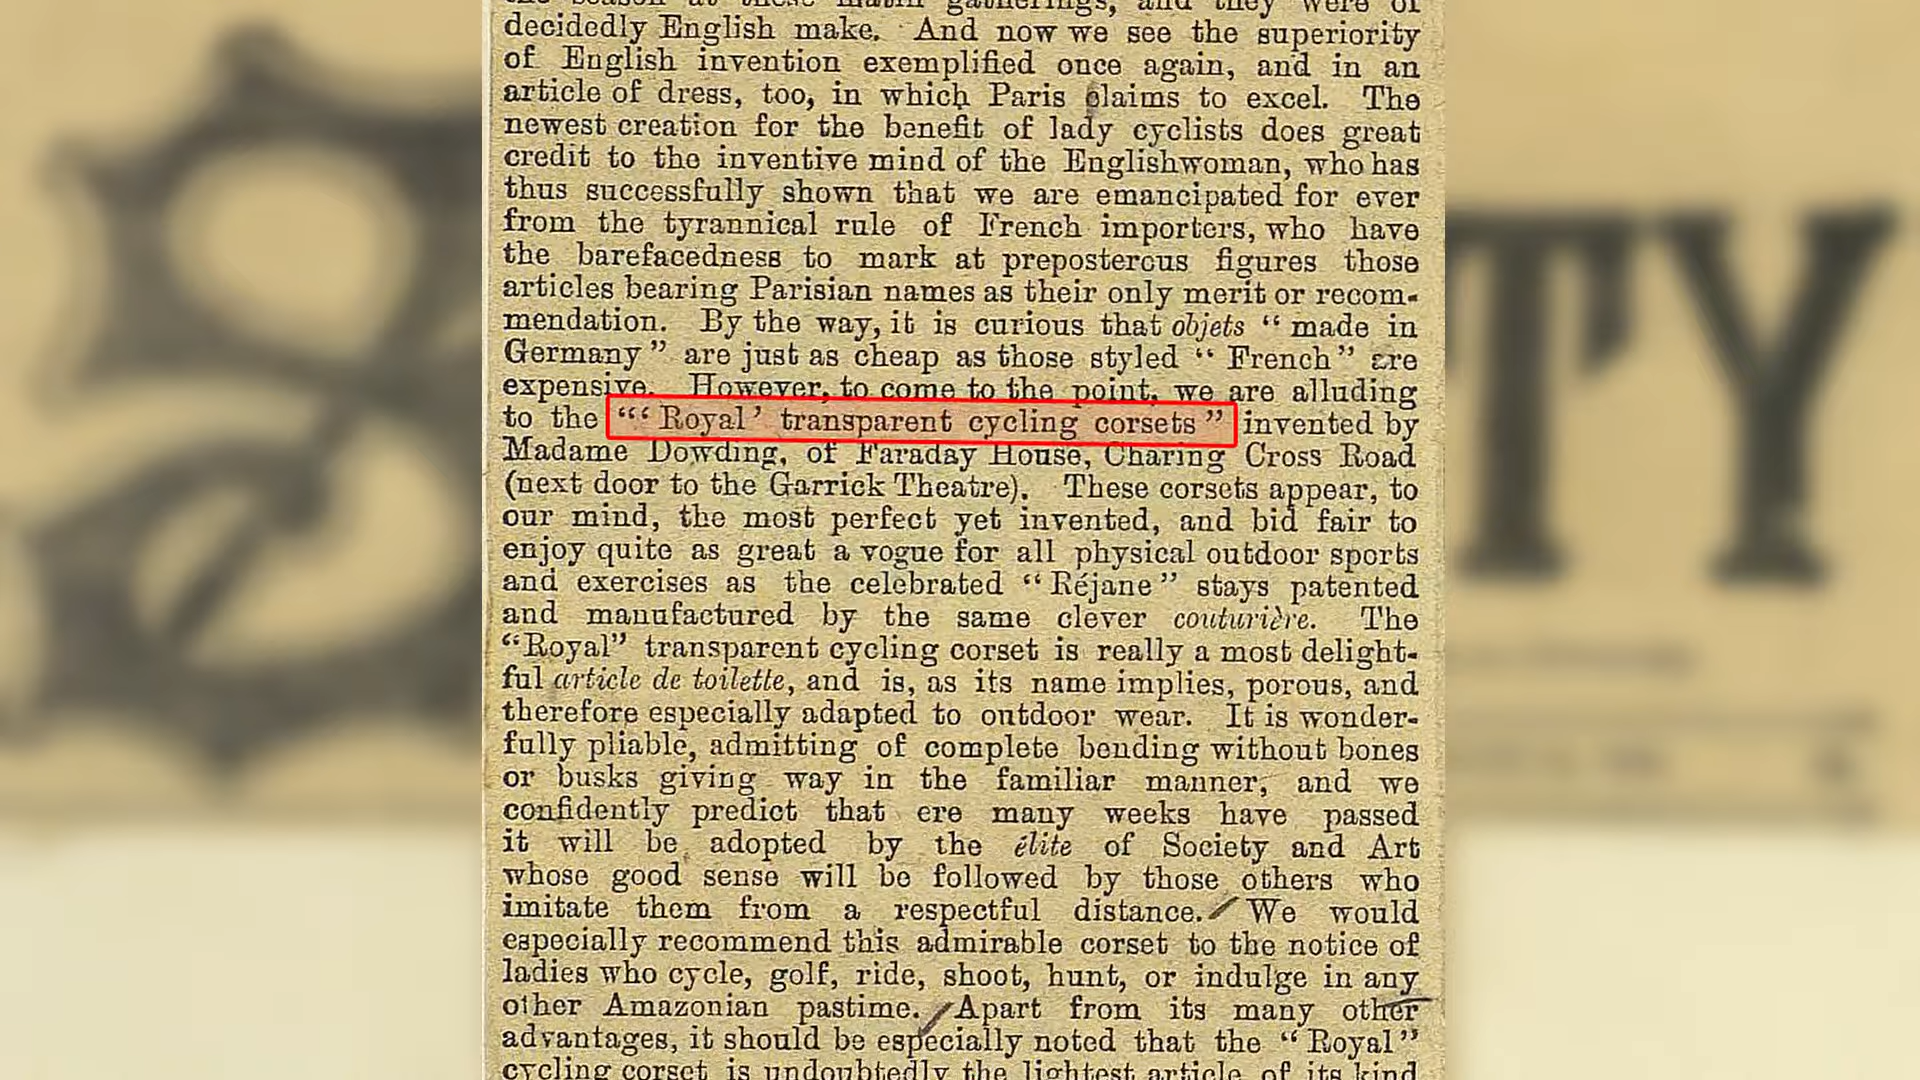 the season at these matin gatherings, and they were of
decidedly English make. And now we see the superiority
of English invention exemplified once again, and in an
article of dress, too, in which Paris claims to excel. The
newest creation for the benefit of lady cyclists does great
credit to the inventive mind of the Englishwoman, who has
thus successfully shown that we are emancipated for ever
from the tyrannical rule of French importers, who have
the barefacedness to mark at preposterous figures those
articles bearing Parisian names as their only merit or recom-
mendation. By the way, it is curious that objets “ made in
Germany ” are just as cheap as those styled “ French ” are
expensive. However, to come to the point, we are alluding
to the “‘ Royal ’ transparent cycling corsets ” invented by
Madame Dowding, of Faraday House, Charing Cross Road
(next door to the Garrick Theatre). These corsets appear, to
our mind, the most perfect yet invented, and bid fair to
enjoy quite as great a vogue for all physical outdoor sports
and exercises as the celebrated “ Réjane ” stays patented
and manufactured by the same clever couturière. The
“Royal” transparent cycling corset is really a most delight-
ful article de toilette, and is, as its name implies, porous, and
therefore especially adapted to outdoor wear. It is wonder-
fully pliable, admitting of complete bending without bones
or busks giving way in the familiar manner, and we
confidently predict that ere many weeks have passed
it will be adopted by the élite of Society and Art
whose good sense will be followed by those others who
imitate them from a respectful distance. We would
especially recommend this admirable corset to the notice of
ladies who cycle, golf, ride, shoot, hunt, or indulge in any
other Amazonian pastime. Apart from its many other
advantages, it should be especially noted that the “ Royal ”
cycling corset is undoubtedly the lightest article of its kind
TY